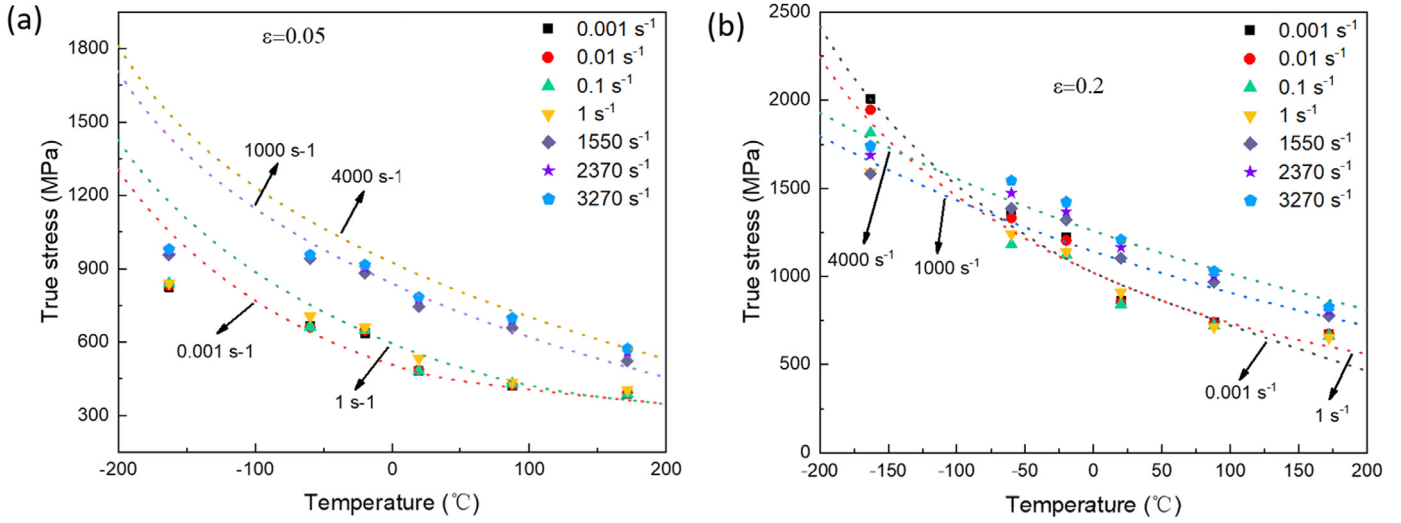 (a)
ε=0.05
0.001 s-1
0.01 s-1
0.1 s-1
1 s-1
1550 s-1
2370 s-1
3270 s-1
1800
1500
1200
900
600
300
True stress (MPa)
1000 s-1
4000 s-1
0.001 s-1
1 s-1
-200
-100
0
100
200
Temperature (℃)
(b)
ε=0.2
0.001 s-1
0.01 s-1
0.1 s-1
1 s-1
1550 s-1
2370 s-1
3270 s-1
2500
2000
1500
1000
500
0
True stress (MPa)
4000 s-1
1000 s-1
0.001 s-1
1 s-1
-200
-150
-100
-50
0
50
100
150
200
Temperature (℃)